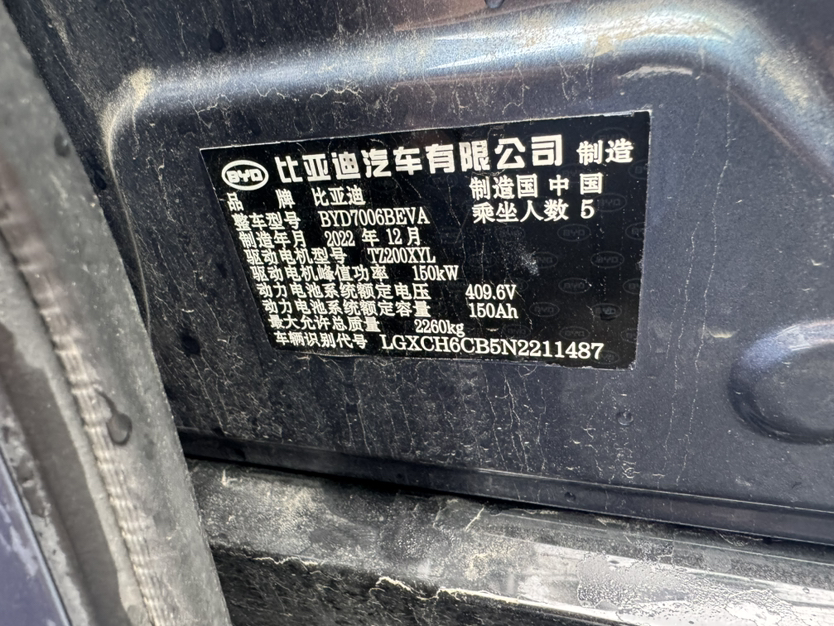 BYD 比亚迪汽车有限公司 制造
品 牌 比亚迪 制造国 中国
整车型号 BYD7006BEVA 乘坐人数 5
制造年月 2022 年 12 月
驱动电机型号 TZ200XYL
驱动电机峰值功率 150kW
动力电池系统额定电压 409.6V
动力电池系统额定容量 150Ah
最大允许总质量 2260kg
车辆识别代号 LGXCH6CB5N2211487